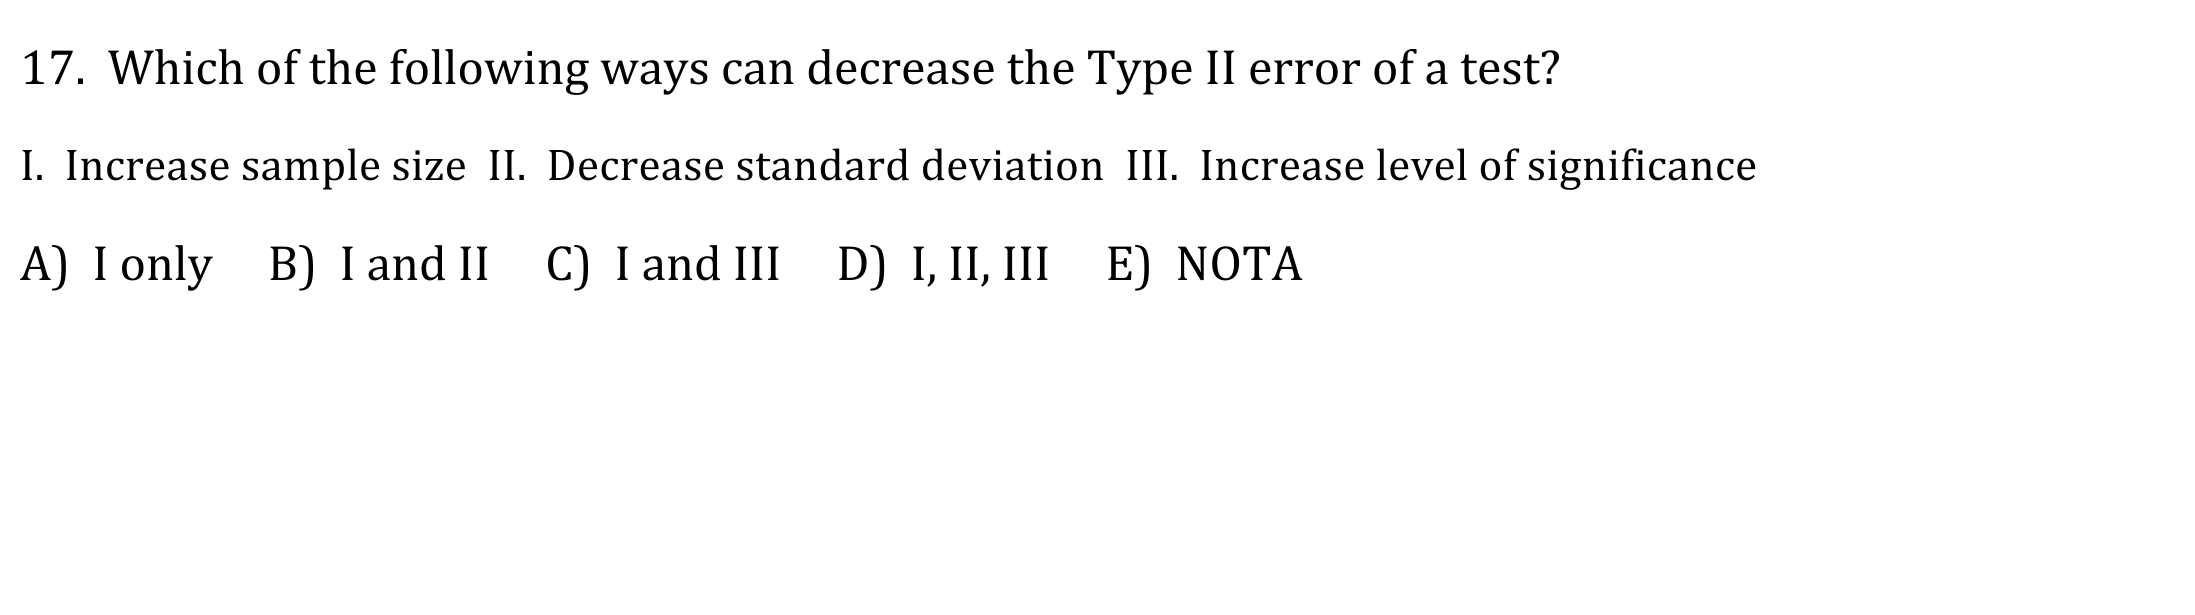 17. Which of the following ways can decrease the Type II error of a test?
I. Increase sample size II. Decrease standard deviation III. Increase level of significance
A) I only B) I and II C) I and III D) I, II, III E) NOTA